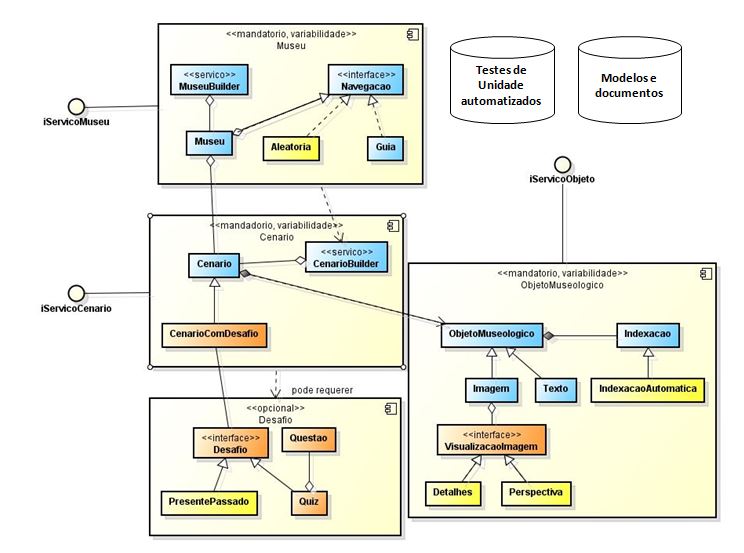 <<mandatorio, variabilidade>>
Museu
<<servico>>
MuseuBuilder
<<interface>>
Navegacao
Museu
Aleatoria
Guia
iServicoMuseu
Testes de
Unidade
automatizados
Modelos e
documentos
iServicoObjeto
<<mandadorio, variabilidade>>
Cenario
<<servico>>
CenarioBuilder
Cenario
CenarioComDesafio
iServicoCenario
<<mandatorio, variabilidade>>
ObjetoMuseologico
ObjetoMuseologico
Indexacao
Imagem
Texto
IndexacaoAutomatica
<<interface>>
VisualizacaoImagem
Detalhes
Perspectiva
pode requerer
<<opcional>>
Desafio
<<interface>>
Desafio
Questao
PresentePassado
Quiz